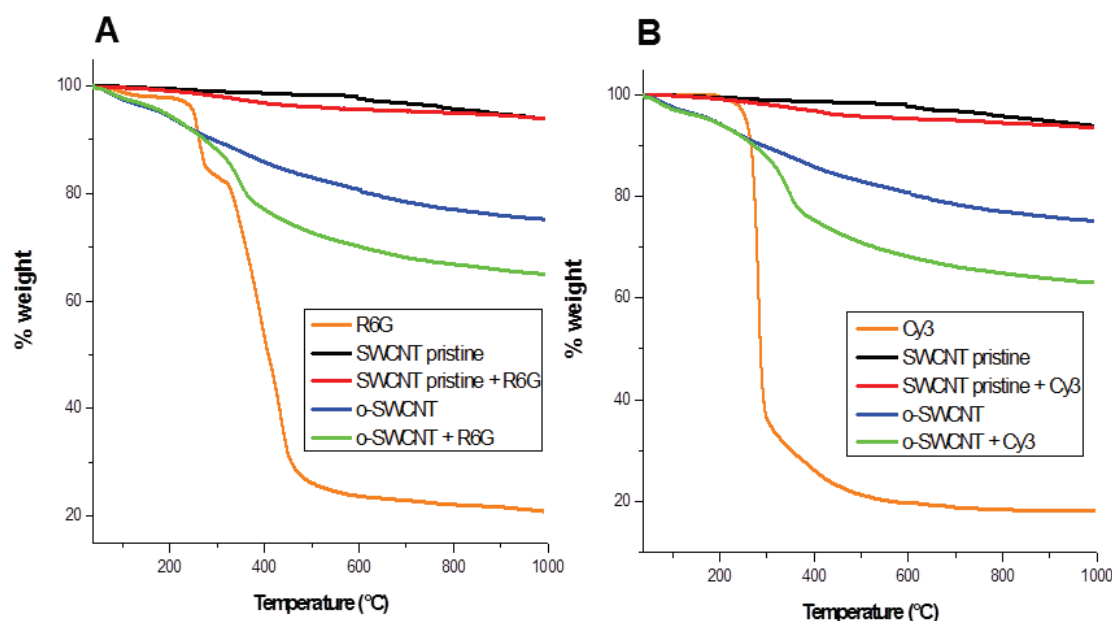 A
% weight
100
80
60
40
20
R6G
SWCNT pristine
SWCNT pristine + R6G
o-SWCNT
o-SWCNT + R6G
200
400
600
800
1000
Temperature (°C)
B
% weight
100
80
60
40
20
Cy3
SWCNT pristine
SWCNT pristine + Cy3
o-SWCNT
o-SWCNT + Cy3
200
400
600
800
1000
Temperature (°C)